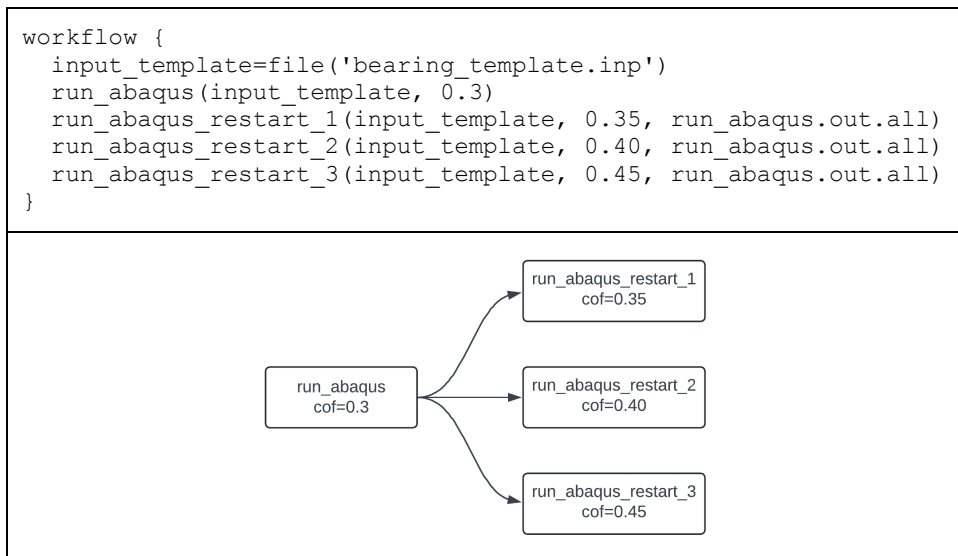 workflow {
  input_template=file('bearing_template.inp')
  run_abaqus(input_template, 0.3)
  run_abaqus_restart_1(input_template, 0.35, run_abaqus.out.all)
  run_abaqus_restart_2(input_template, 0.40, run_abaqus.out.all)
  run_abaqus_restart_3(input_template, 0.45, run_abaqus.out.all)
}
run_abaqus_restart_1
cof=0.35
run_abaqus
cof=0.3
run_abaqus_restart_2
cof=0.40
run_abaqus_restart_3
cof=0.45